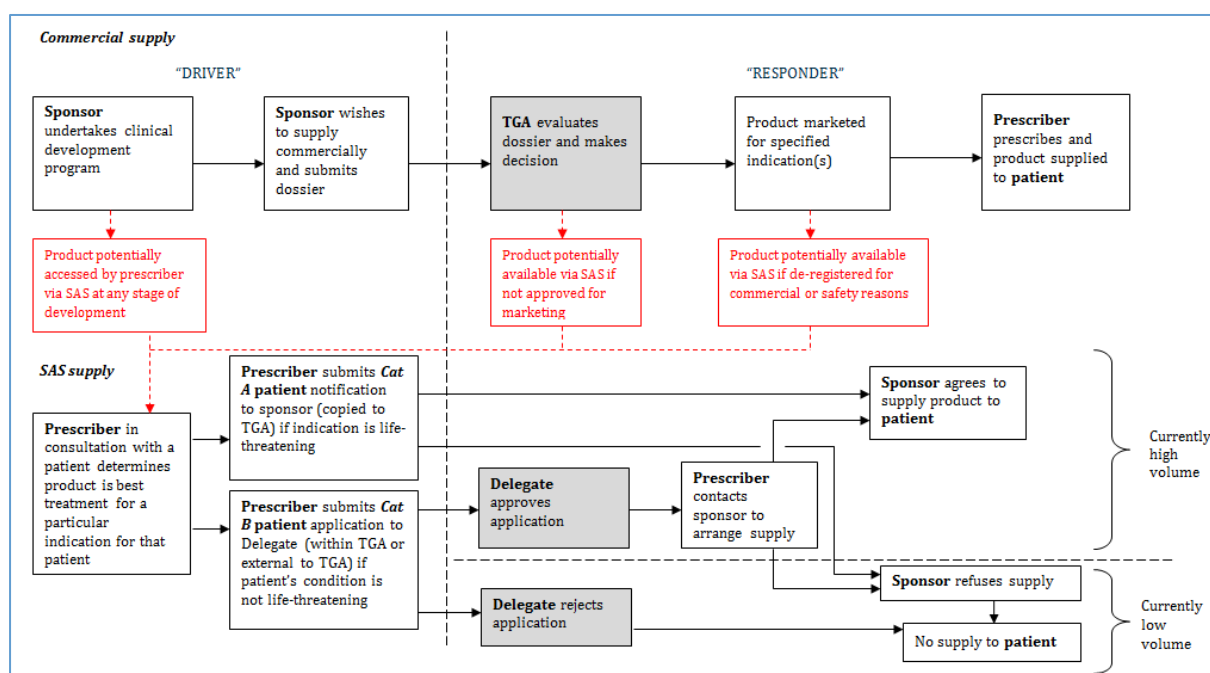 Commercial supply
"DRIVER"
"RESPONDER"
Sponsor
undertakes clinical
development
program
Sponsor wishes
to supply
commercially
and submits
dossier
TGA evaluates
dossier and makes
decision
Product marketed
for specified
indication(s)
Prescriber
prescribes and
product supplied
to patient
Product potentially
accessed by prescriber
via SAS at any stage of
development
Product potentially
available via SAS if
not approved for
marketing
Product potentially available
via SAS if de-registered for
commercial or safety reasons
SAS supply
Prescriber in
consultation with a
patient determines
product is best
treatment for a
particular
indication for that
patient
Prescriber submits Cat
A patient notification
to sponsor (copied to
TGA) if indication is life-
threatening
Prescriber submits Cat
B patient application to
Delegate (within TGA or
external to TGA) if
patient's condition is
not life-threatening
Delegate
approves
application
Prescriber
contacts
sponsor to
arrange supply
Sponsor agrees to
supply product to
patient
Currently
high
volume
Delegate rejects
application
Sponsor refuses supply
No supply to patient
Currently
low
volume